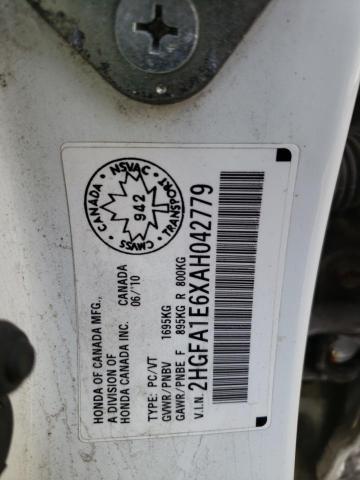 HONDA OF CANADA MFG.,
A DIVISION OF CANADA
HONDA CANADA INC. 06/'10
TYPE: PC/VT
GVWR/PNBV 1695KG
GAWR/PNBE F 895KG R 800KG
V.I.N. 2HGFA1E6XAH042779
CANADA NSVAC TRANSPORT CMVSS
942